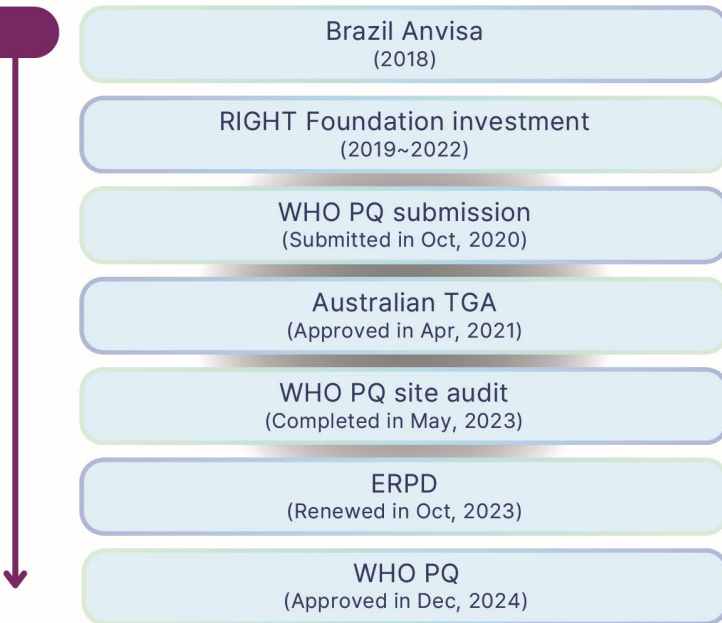 Brazil Anvisa
(2018)
RIGHT Foundation investment
(2019~2022)
WHO PQ submission
(Submitted in Oct, 2020)
Australian TGA
(Approved in Apr, 2021)
WHO PQ site audit
(Completed in May, 2023)
ERPD
(Renewed in Oct, 2023)
WHO PQ
(Approved in Dec, 2024)